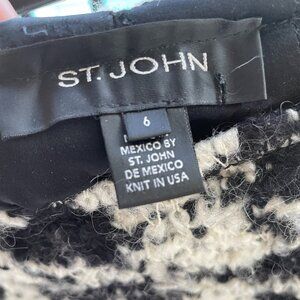 ST. JOHN
6
MEXICO BY
ST. JOHN
DE MEXICO
KNIT IN USA